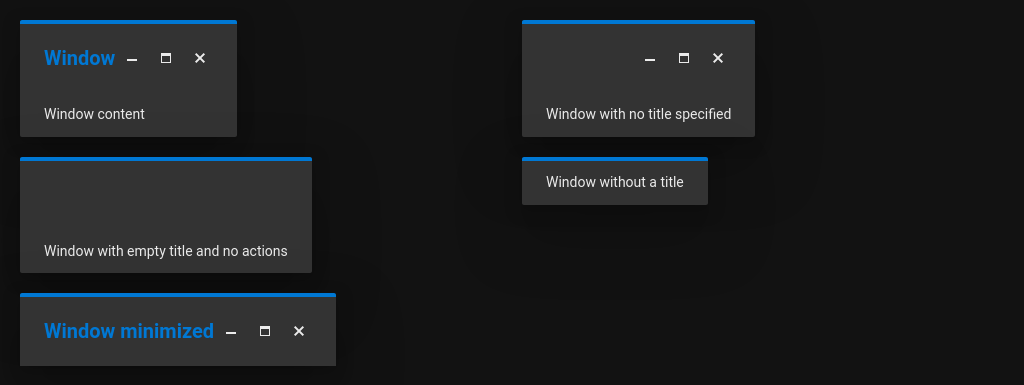 Window
Window content
Window with no title specified
Window with empty title and no actions
Window without a title
Window minimized